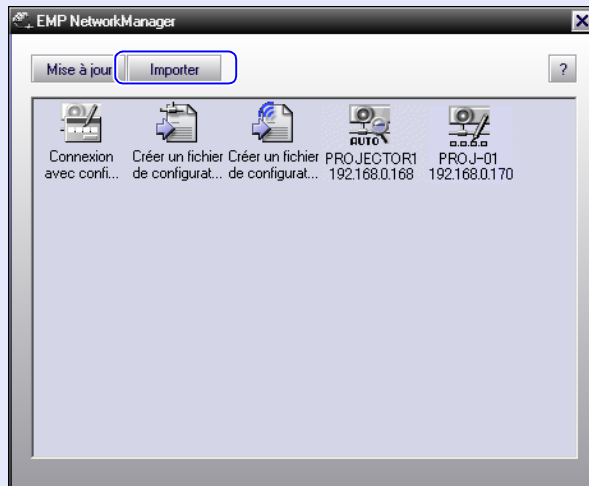 EMP NetworkManager
Mise à jour Importer ?
AUTO
Connexion avec confi...
Créer un fichier de configurat...
Créer un fichier de configurat...
PROJECTOR1 192.168.0.168
PROJ-01 192.168.0.170